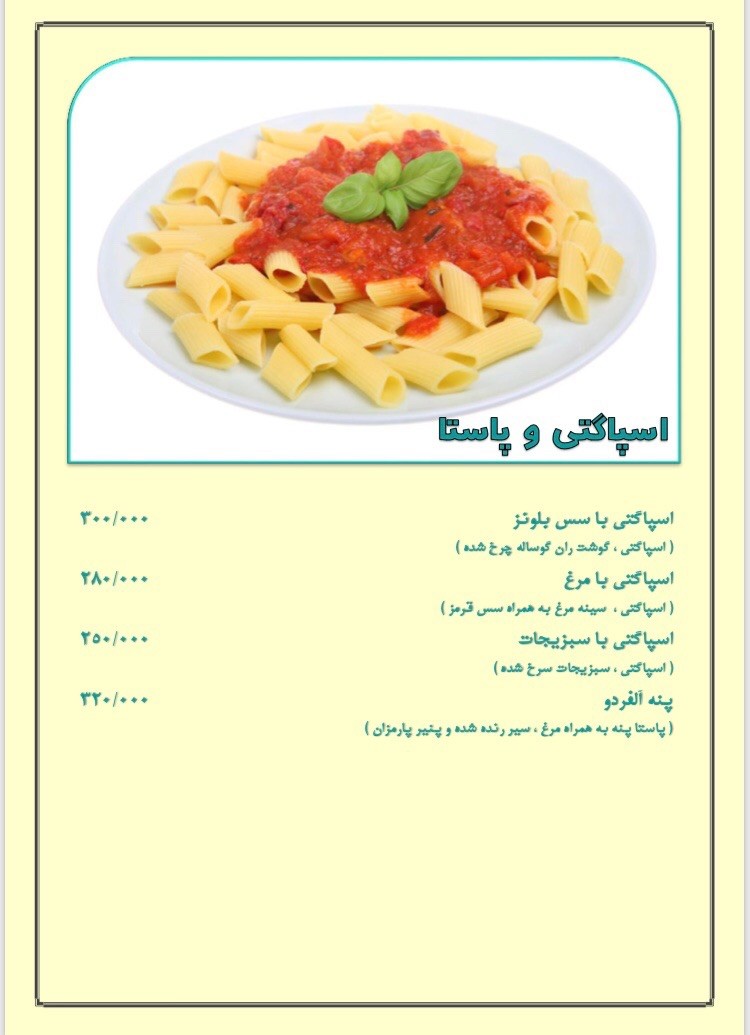 اسپاگتی و پاستا
اسپاگتی با سس بلونز ۳۰۰/۰۰۰
( اسپاگتی ، گوشت ران گوساله چرخ شده )
اسپاگتی با مرغ ۲۸۰/۰۰۰
( اسپاگتی ، سینه مرغ به همراه سس قرمز )
اسپاگتی با سبزیجات ۲۵۰/۰۰۰
( اسپاگتی ، سبزیجات سرخ شده )
پنه آلفردو ۳۲۰/۰۰۰
( پاستا پنه به همراه مرغ ، سیر رنده شده و پنیر پارمزان )